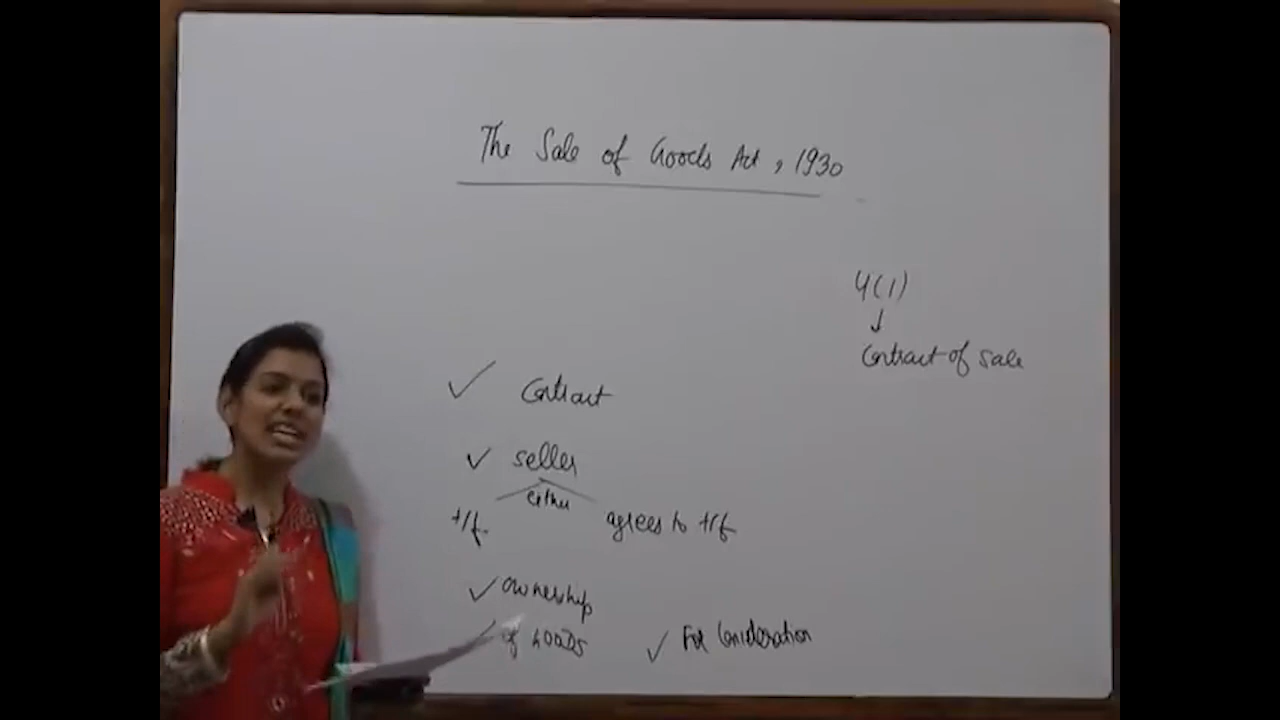 The Sale of Goods Act, 1930
4(1)
↓
Contract of sale
✓ Contract
✓ seller
either
t/f. agrees to t/f
✓ ownership
✓ of GOODS ✓ For Consideration